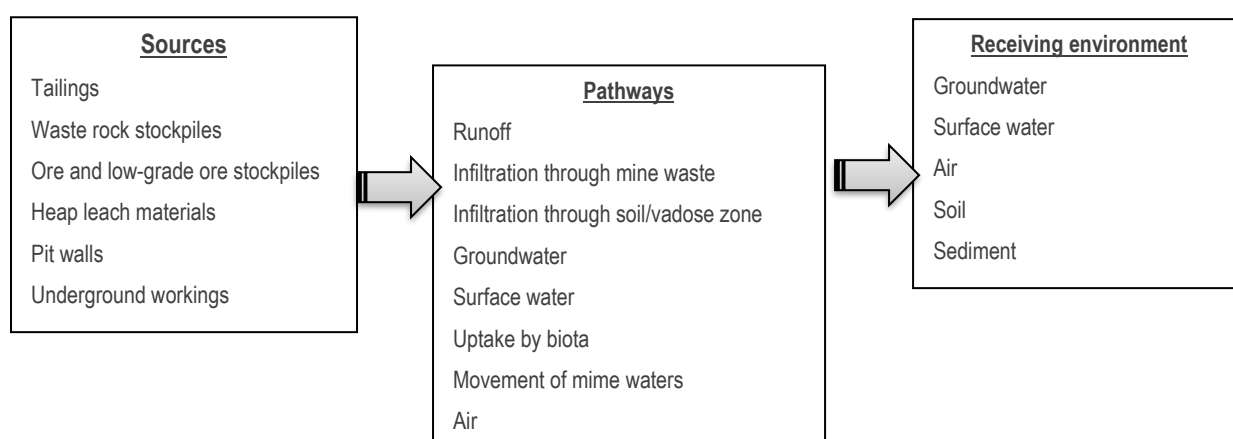 Sources
Tailings
Waste rock stockpiles
Ore and low-grade ore stockpiles
Heap leach materials
Pit walls
Underground workings
Pathways
Runoff
Infiltration through mine waste
Infiltration through soil/vadose zone
Groundwater
Surface water
Uptake by biota
Movement of mime waters
Air
Receiving environment
Groundwater
Surface water
Air
Soil
Sediment